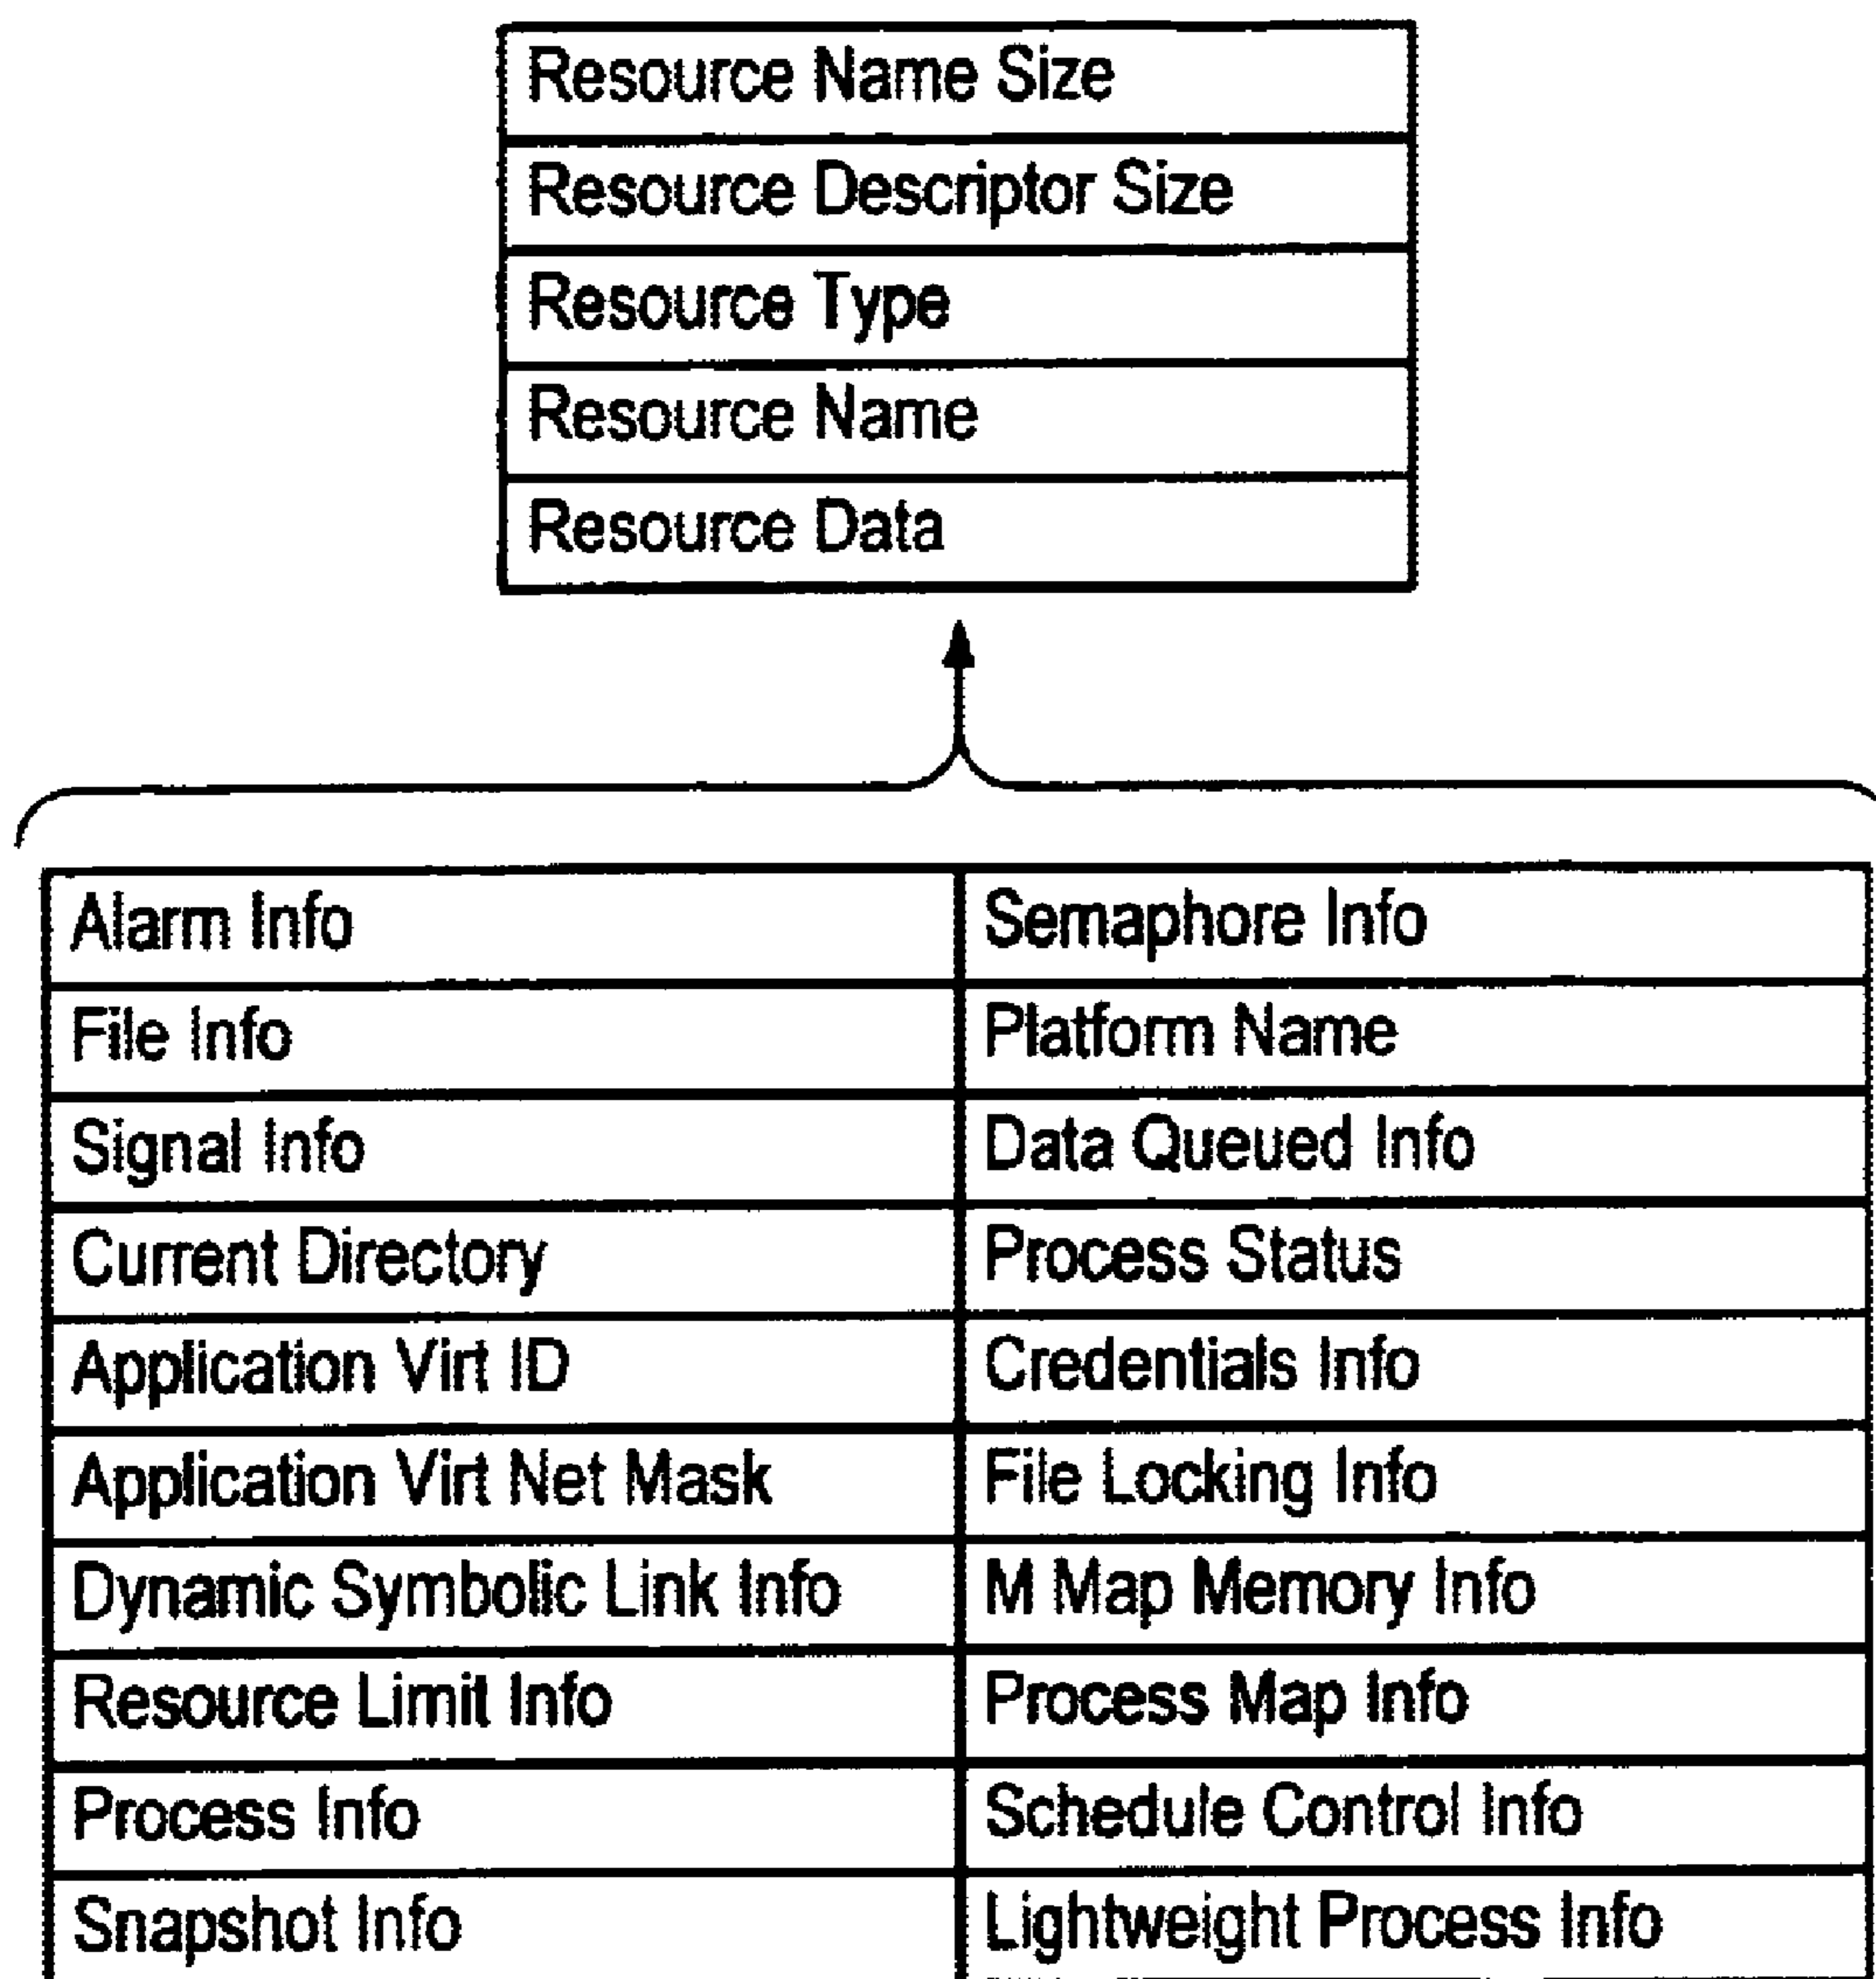 Resource Name Size
Resource Descriptor Size
Resource Type
Resource Name
Resource Data
Alarm Info Semaphore Info
File Info Platform Name
Signal Info Data Queued Info
Current Directory Process Status
Application Virt ID Credentials Info
Application Virt Net Mask File Locking Info
Dynamic Symbolic Link Info M Map Memory Info
Resource Limit Info Process Map Info
Process Info Schedule Control Info
Snapshot Info Lightweight Process Info